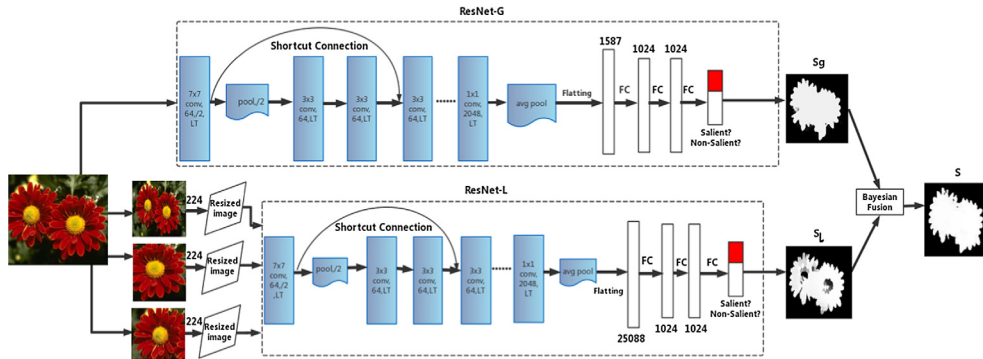 ResNet-G
Shortcut Connection
7x7
conv,
64,/2,
LT
pool,/2
3x3
conv,
64,LT
3x3
conv,
64,LT
3x3
conv,
64,LT
......
1x1
conv,
2048,
LT
avg pool
Flatting
1587
FC
1024
FC
1024
FC
Salient?
Non-Salient?
Sg
224
Resized
image
224
Resized
image
224
Resized
image
ResNet-L
Shortcut Connection
7x7
conv,
64,/2
,LT
pool,/2
3x3
conv,
64,LT
3x3
conv,
64,LT
3x3
conv,
64,LT
......
1x1
conv,
2048,
LT
avg pool
Flatting
25088
FC
1024
FC
1024
FC
Salient?
Non-Salient?
SL
Bayesian
Fusion
S